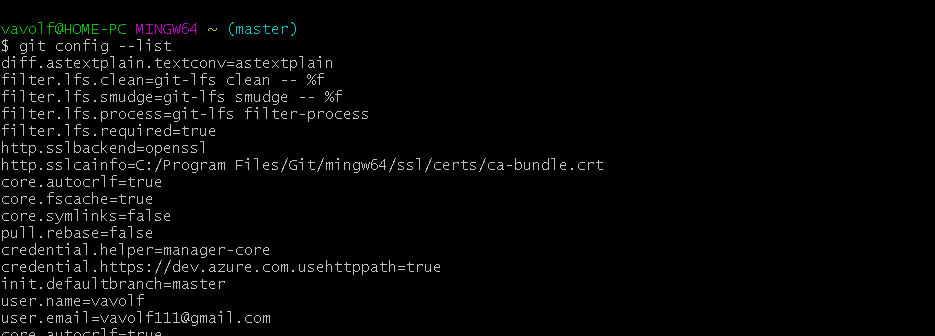 vavolf@HOME-PC MINGW64 ~ (master)
$ git config --list
diff.astextplain.textconv=astextplain
filter.lfs.clean=git-lfs clean -- %f
filter.lfs.smudge=git-lfs smudge -- %f
filter.lfs.process=git-lfs filter-process
filter.lfs.required=true
http.sslbackend=openssl
http.sslcainfo=C:/Program Files/Git/mingw64/ssl/certs/ca-bundle.crt
core.autocrlf=true
core.fscache=true
core.symlinks=false
pull.rebase=false
credential.helper=manager-core
credential.https://dev.azure.com.usehttppath=true
init.defaultbranch=master
user.name=vavolf
user.email=vavolf111@gmail.com
core.autocrlf=true